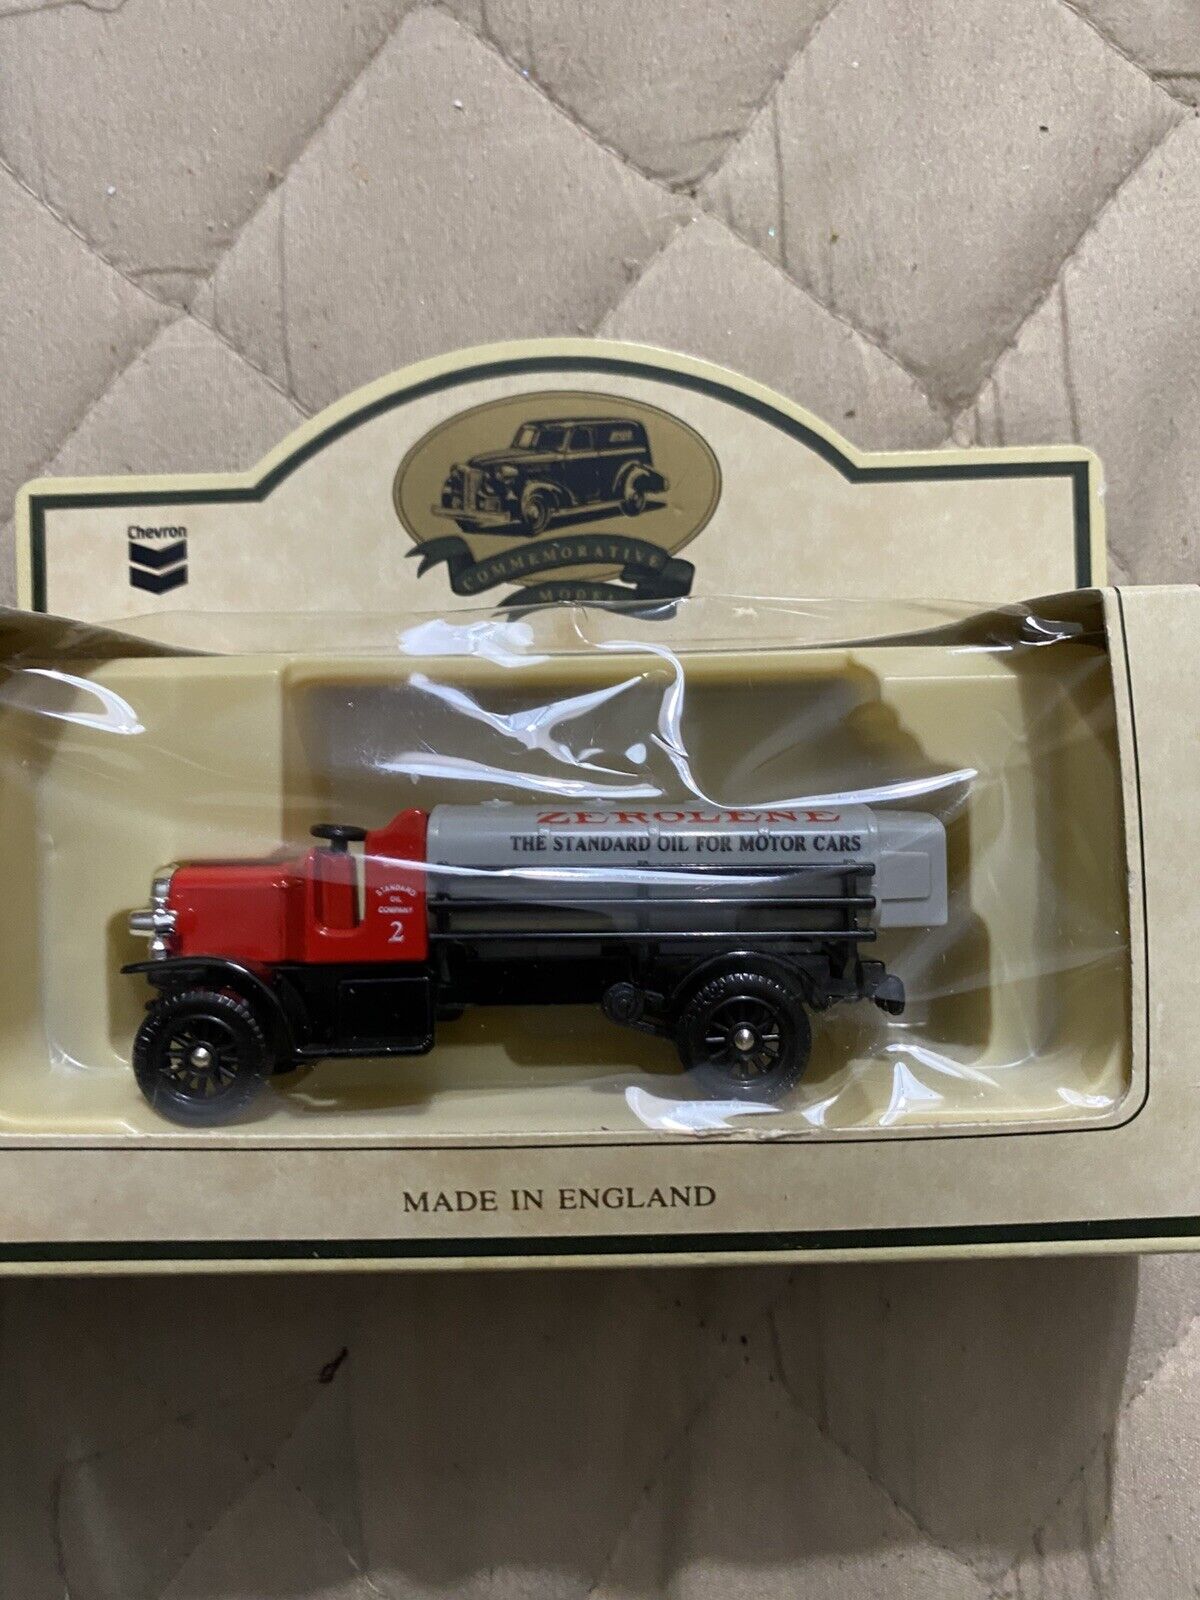 Chevron
COMMEMORATIVE
MODEL
ZEROLENE
THE STANDARD OIL FOR MOTOR CARS
STANDARD
OIL
COMPANY
2
MADE IN ENGLAND